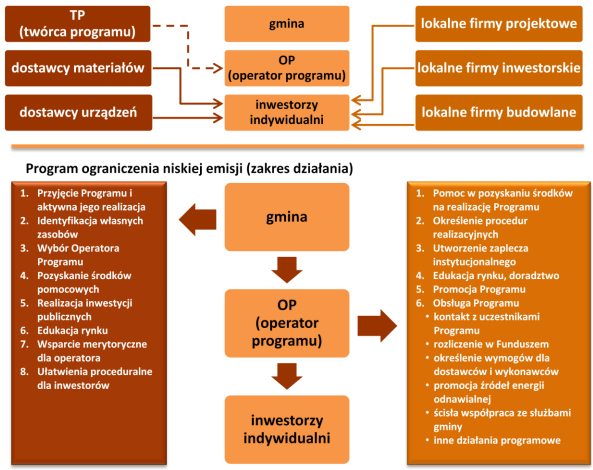 TP
(twórca programu)
gmina
lokalne firmy projektowe
dostawcy materiałów
OP
(operator programu)
lokalne firmy inwestorskie
dostawcy urządzeń
inwestorzy
indywidualni
lokalne firmy budowlane
Program ograniczenia niskiej emisji (zakres działania)
1. Przyjęcie Programu i
aktywna jego realizacja
2. Identyfikacja własnych
zasobów
3. Wybór Operatora
Programu
4. Pozyskanie środków
pomocowych
5. Realizacja inwestycji
publicznych
6. Edukacja rynku
7. Wsparcie merytoryczne
dla operatora
8. Ułatwienia proceduralne
dla inwestorów
gmina
OP
(operator
programu)
inwestorzy
indywidualni
1. Pomoc w pozyskaniu środków
na realizację Programu
2. Określenie procedur
realizacyjnych
3. Utworzenie zaplecza
instytucjonalnego
4. Edukacja rynku, doradztwo
5. Promocja Programu
6. Obsługa Programu
• kontakt z uczestnikami
Programu
• rozliczenie w Funduszem
• określenie wymogów dla
dostawców i wykonawców
• promocja źródeł energii
odnawialnej
• ścisła współpraca ze służbami
gminy
• inne działania programowe